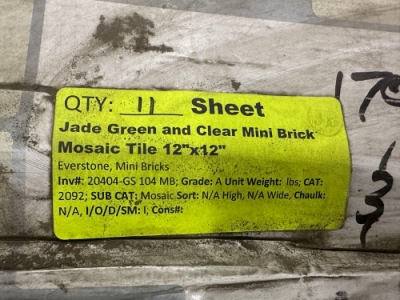 QTY: 11 Sheet
Jade Green and Clear Mini Brick
Mosaic Tile 12"x12"
Everstone, Mini Bricks
Inv#: 20404-GS 104 MB; Grade: A Unit Weight: lbs; CAT:
2092; SUB CAT: Mosaic Sort: N/A High, N/A Wide, Chaulk:
N/A, I/O/D/SM: I, Cons#: